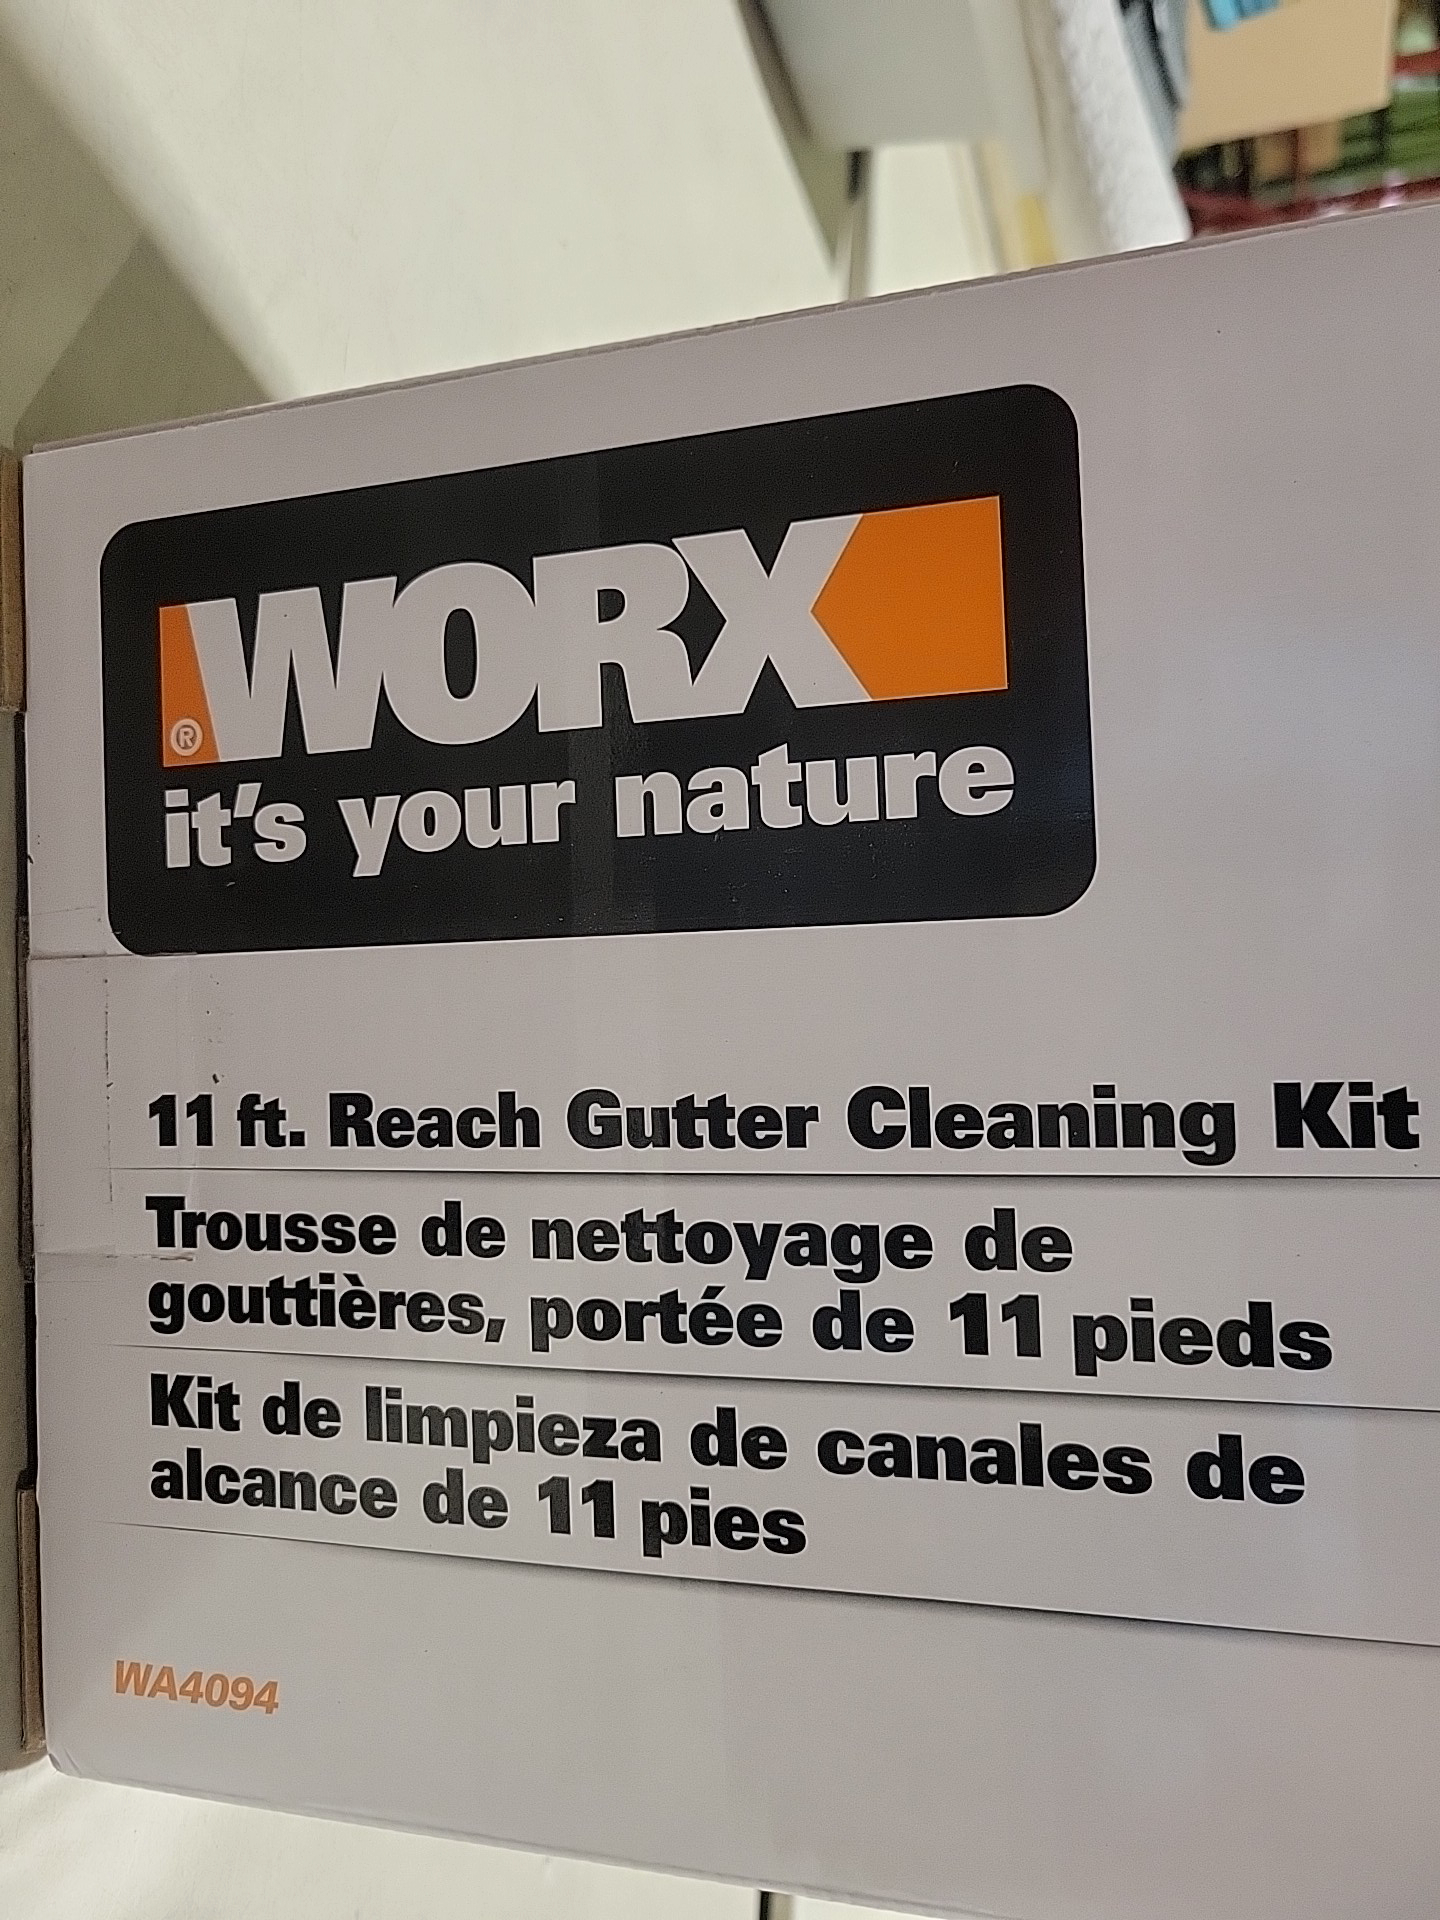 ® WORX
it's your nature
11 ft. Reach Gutter Cleaning Kit
Trousse de nettoyage de
gouttières, portée de 11 pieds
Kit de limpieza de canales de
alcance de 11 pies
WA4094